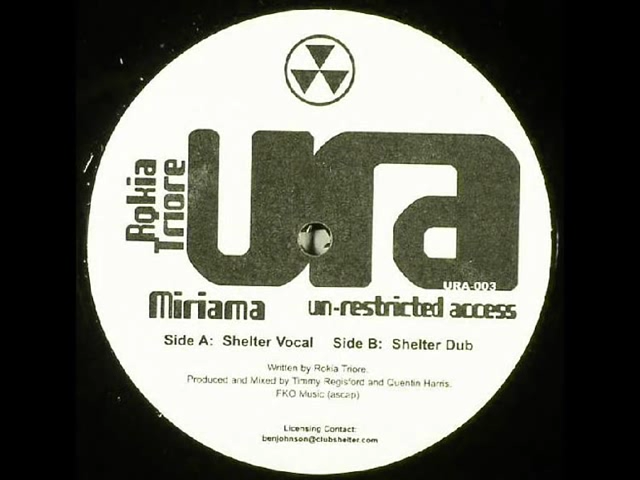 Rokia
Triore
ura
URA-003
Miriama
un-restricted access
Side A: Shelter Vocal Side B: Shelter Dub
Written by Rokia Triore.
Produced and Mixed by Timmy Regisford and Quentin Harris.
FKO Music (ascap)
Licensing Contact:
benjohnson@clubshelter.com